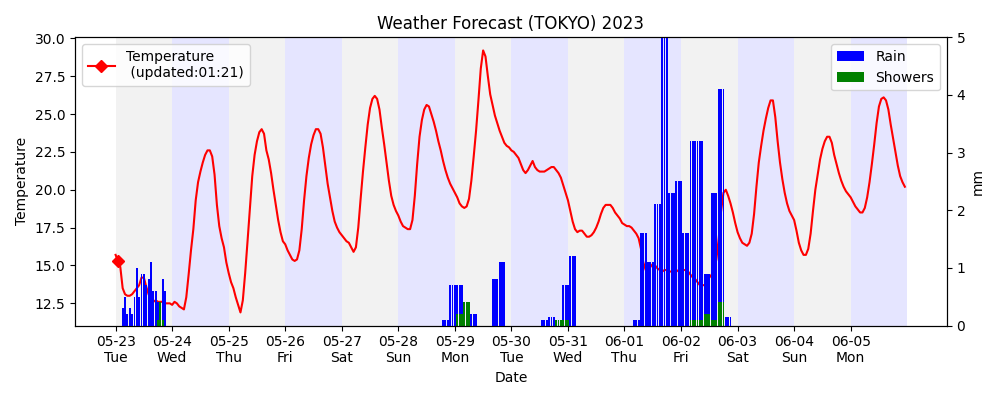 Weather Forecast (TOKYO) 2023
Temperature
(updated:01:21)
Rain
Showers
30.0
27.5
25.0
22.5
20.0
17.5
15.0
12.5
Temperature
5
4
3
2
1
0
mm
05-23 05-24 05-25 05-26 05-27 05-28 05-29 05-30 05-31 06-01 06-02 06-03 06-04 06-05
Tue Wed Thu Fri Sat Sun Mon Tue Wed Thu Fri Sat Sun Mon
Date